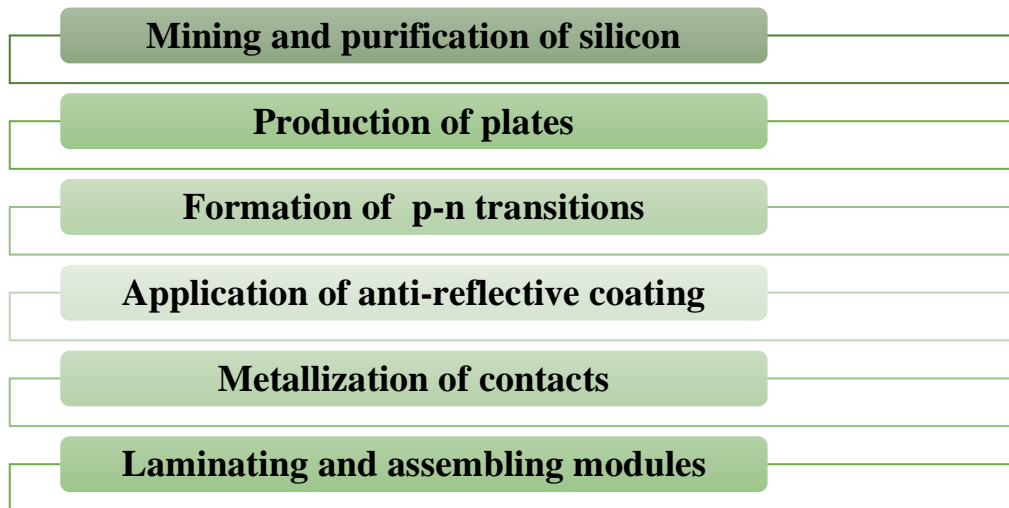 Mining and purification of silicon
Production of plates
Formation of  p-n transitions
Application of anti-reflective coating
Metallization of contacts
Laminating and assembling modules